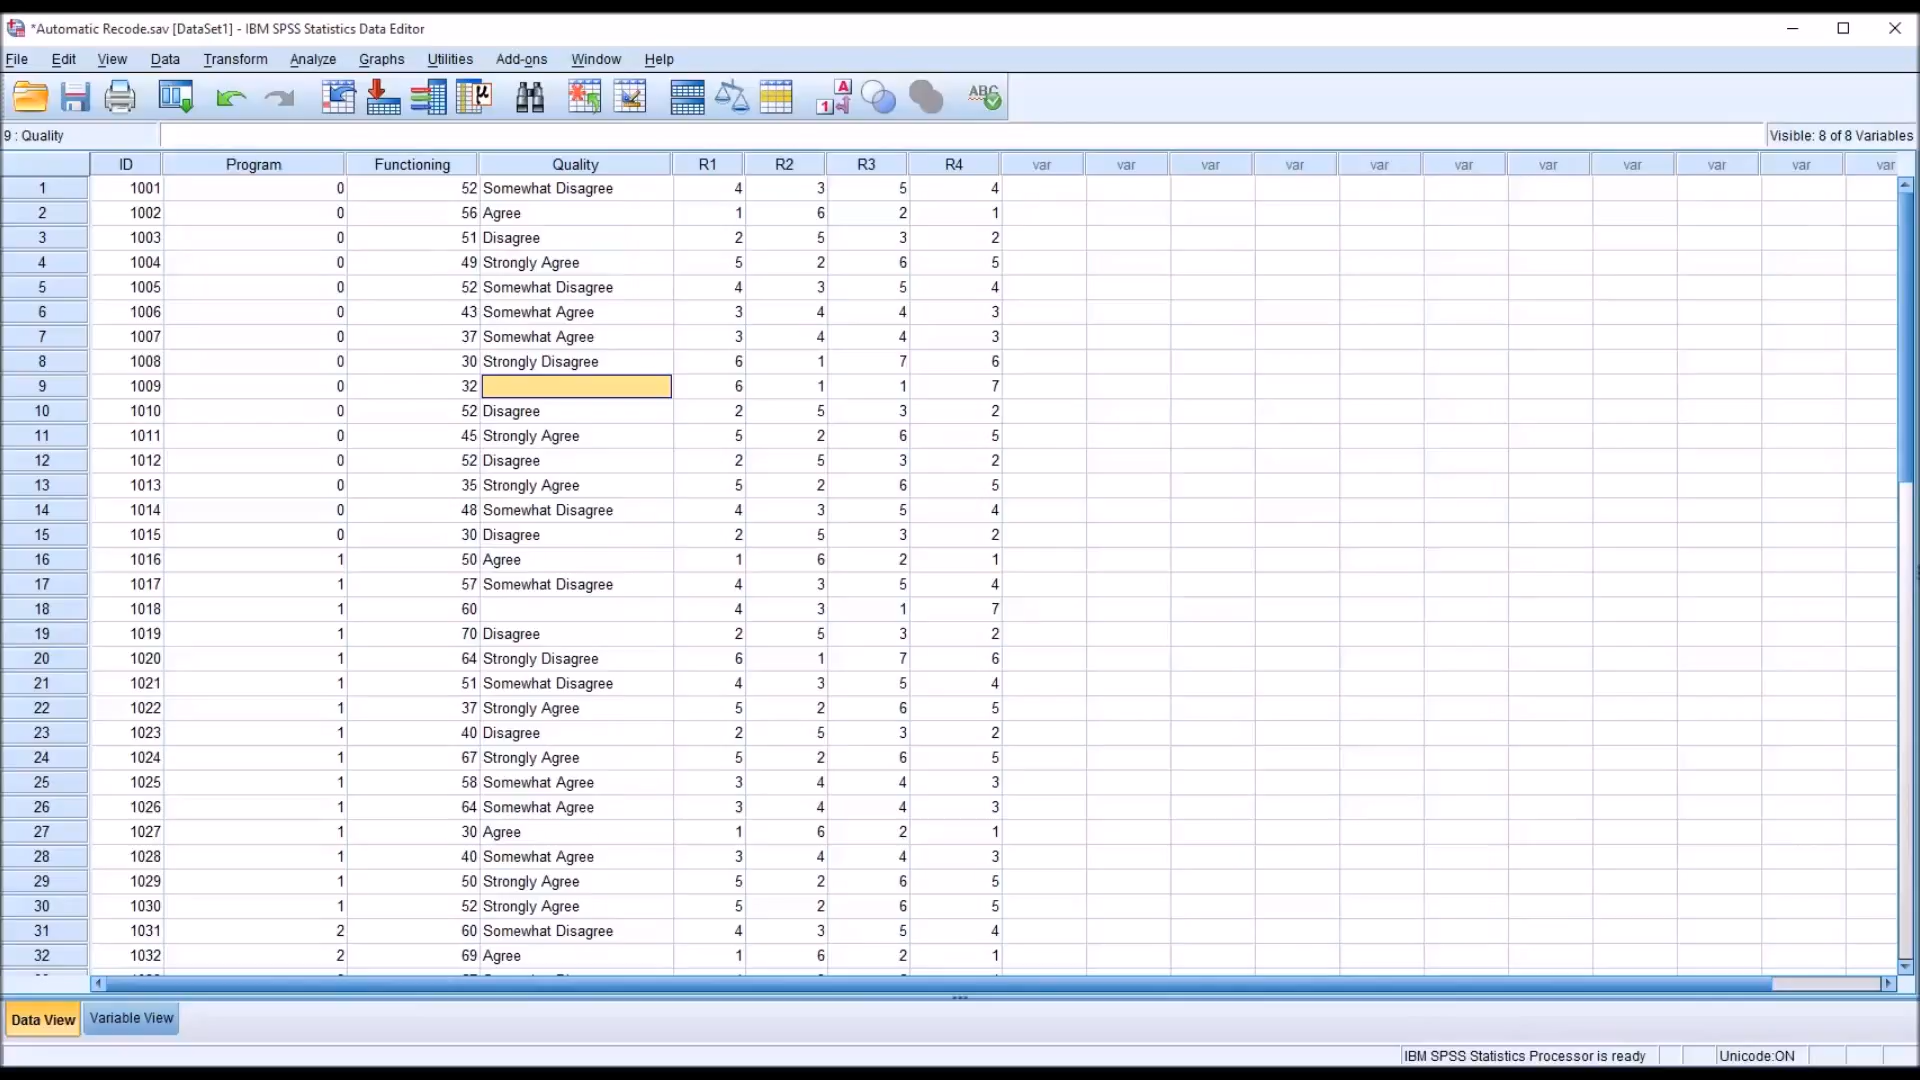 *Automatic Recode.sav [DataSet1] - IBM SPSS Statistics Data Editor
File Edit View Data Transform Analyze Graphs Utilities Add-ons Window Help
9 : Quality
Visible: 8 of 8 Variables
ID Program Functioning Quality R1 R2 R3 R4 var var var var var var var var var var var
1 1001 0 52 Somewhat Disagree 4 3 5 4
2 1002 0 56 Agree 1 6 2 1
3 1003 0 51 Disagree 2 5 3 2
4 1004 0 49 Strongly Agree 5 2 6 5
5 1005 0 52 Somewhat Disagree 4 3 5 4
6 1006 0 43 Somewhat Agree 3 4 4 3
7 1007 0 37 Somewhat Agree 3 4 4 3
8 1008 0 30 Strongly Disagree 6 1 7 6
9 1009 0 32 6 1 1 7
10 1010 0 52 Disagree 2 5 3 2
11 1011 0 45 Strongly Agree 5 2 6 5
12 1012 0 52 Disagree 2 5 3 2
13 1013 0 35 Strongly Agree 5 2 6 5
14 1014 0 48 Somewhat Disagree 4 3 5 4
15 1015 0 30 Disagree 2 5 3 2
16 1016 1 50 Agree 1 6 2 1
17 1017 1 57 Somewhat Disagree 4 3 5 4
18 1018 1 60 4 3 1 7
19 1019 1 70 Disagree 2 5 3 2
20 1020 1 64 Strongly Disagree 6 1 7 6
21 1021 1 51 Somewhat Disagree 4 3 5 4
22 1022 1 37 Strongly Agree 5 2 6 5
23 1023 1 40 Disagree 2 5 3 2
24 1024 1 67 Strongly Agree 5 2 6 5
25 1025 1 58 Somewhat Agree 3 4 4 3
26 1026 1 64 Somewhat Agree 3 4 4 3
27 1027 1 30 Agree 1 6 2 1
28 1028 1 40 Somewhat Agree 3 4 4 3
29 1029 1 50 Strongly Agree 5 2 6 5
30 1030 1 52 Strongly Agree 5 2 6 5
31 1031 2 60 Somewhat Disagree 4 3 5 4
32 1032 2 69 Agree 1 6 2 1
Data View Variable View
IBM SPSS Statistics Processor is ready Unicode:ON